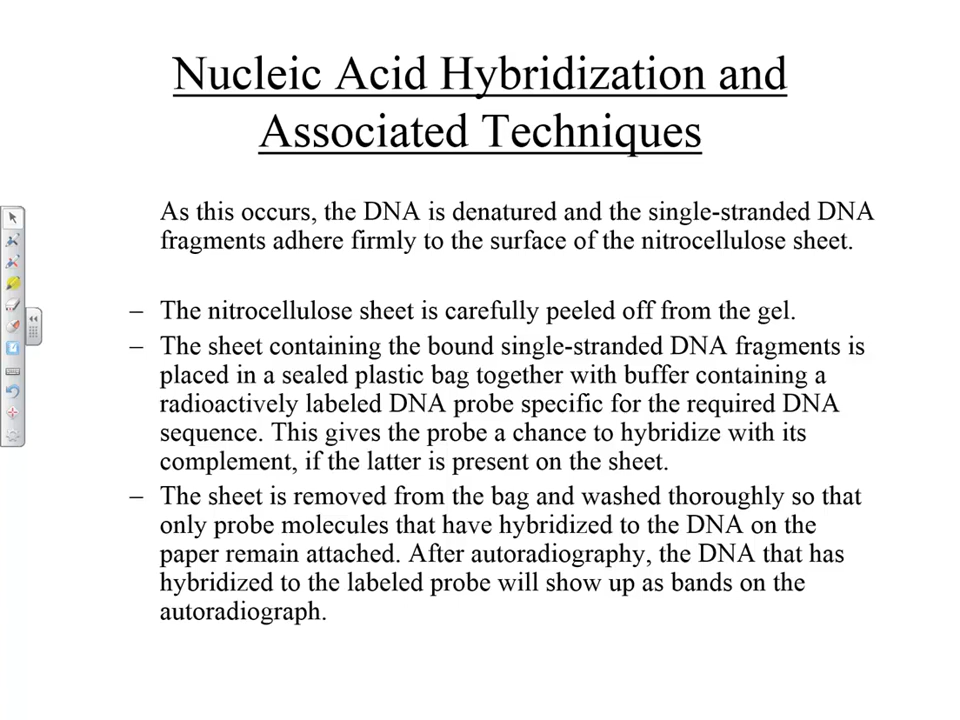 Nucleic Acid Hybridization and
Associated Techniques
As this occurs, the DNA is denatured and the single-stranded DNA
fragments adhere firmly to the surface of the nitrocellulose sheet.
– The nitrocellulose sheet is carefully peeled off from the gel.
– The sheet containing the bound single-stranded DNA fragments is
placed in a sealed plastic bag together with buffer containing a
radioactively labeled DNA probe specific for the required DNA
sequence. This gives the probe a chance to hybridize with its
complement, if the latter is present on the sheet.
– The sheet is removed from the bag and washed thoroughly so that
only probe molecules that have hybridized to the DNA on the
paper remain attached. After autoradiography, the DNA that has
hybridized to the labeled probe will show up as bands on the
autoradiograph.